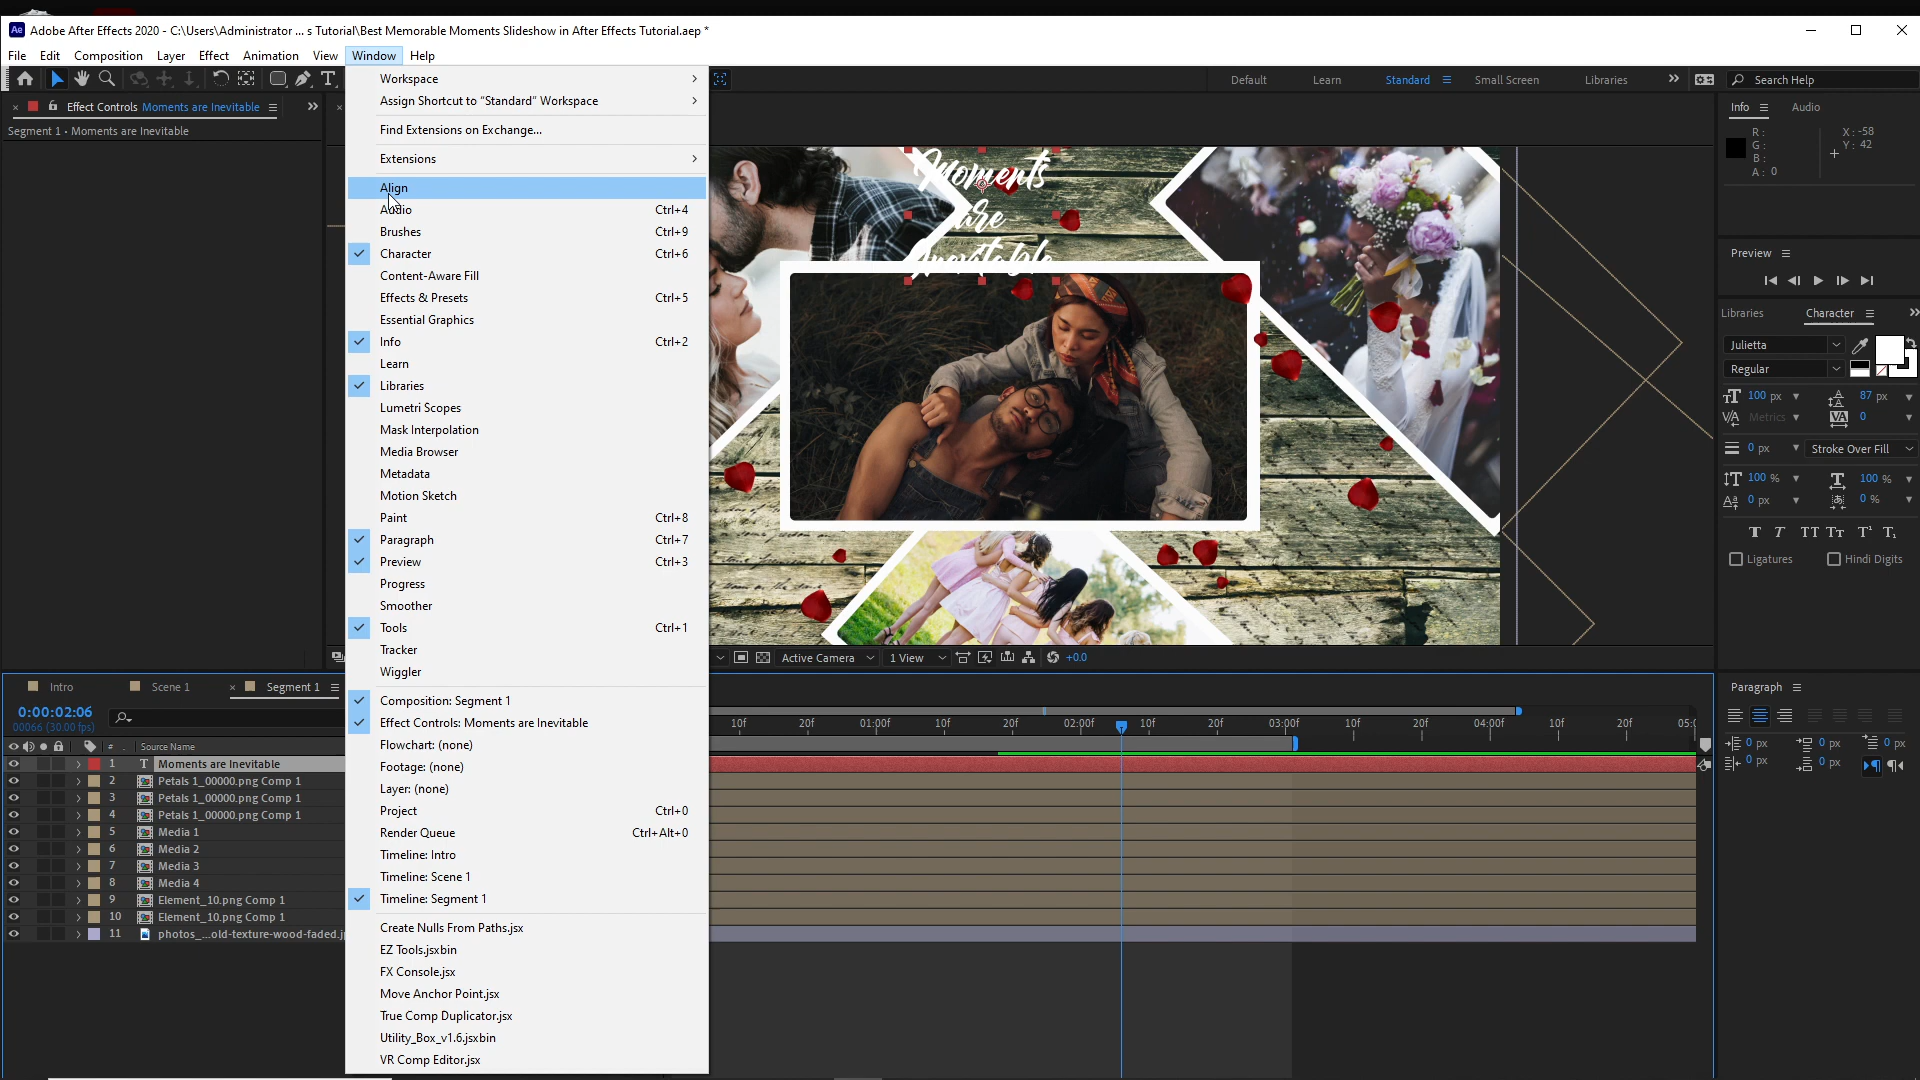 Adobe After Effects 2020 - C:\Users\Administrator ... s Tutorial\Best Memorable Moments Slideshow in After Effects Tutorial.aep *
File Edit Composition Layer Effect Animation View Window Help
Default Learn Standard Small Screen Libraries Search Help
Effect Controls Moments are Inevitable
Segment 1 • Moments are Inevitable
Workspace
Assign Shortcut to "Standard" Workspace
Find Extensions on Exchange...
Extensions
Align
Audio Ctrl+4
Brushes Ctrl+9
Character Ctrl+6
Content-Aware Fill
Effects & Presets Ctrl+5
Essential Graphics
Info Ctrl+2
Learn
Libraries
Lumetri Scopes
Mask Interpolation
Media Browser
Metadata
Motion Sketch
Paint Ctrl+8
Paragraph Ctrl+7
Preview Ctrl+3
Progress
Smoother
Tools Ctrl+1
Tracker
Wiggler
Composition: Segment 1
Effect Controls: Moments are Inevitable
Flowchart: (none)
Footage: (none)
Layer: (none)
Project Ctrl+0
Render Queue Ctrl+Alt+0
Timeline: Intro
Timeline: Scene 1
Timeline: Segment 1
Create Nulls From Paths.jsx
EZ Tools.jsxbin
FX Console.jsx
Move Anchor Point.jsx
True Comp Duplicator.jsx
Utility_Box_v1.6.jsxbin
VR Comp Editor.jsx
Moments
are
Inevitable
Active Camera 1 View +0.0
Info Audio
R: X: -58
G: Y: 42
B:
A: 0
Preview
Libraries Character
Julietta
Regular
100 px 87 px
Metrics 0
0 px Stroke Over Fill
100 % 100 %
0 px 0 %
T T TT Tt T¹ T₁
Ligatures Hindi Digits
Paragraph
0 px 0 px 0 px
0 px 0 px
Intro Scene 1 Segment 1
0:00:02:06
00066 (30.00 fps)
# Source Name
10f 20f 01:00f 10f 20f 02:00f 10f 20f 03:00f 10f 20f 04:00f 10f 20f 05:0
1 T Moments are Inevitable
2 Petals 1_00000.png Comp 1
3 Petals 1_00000.png Comp 1
4 Petals 1_00000.png Comp 1
5 Media 1
6 Media 2
7 Media 3
8 Media 4
9 Element_10.png Comp 1
10 Element_10.png Comp 1
11 photos_...old-texture-wood-faded.j